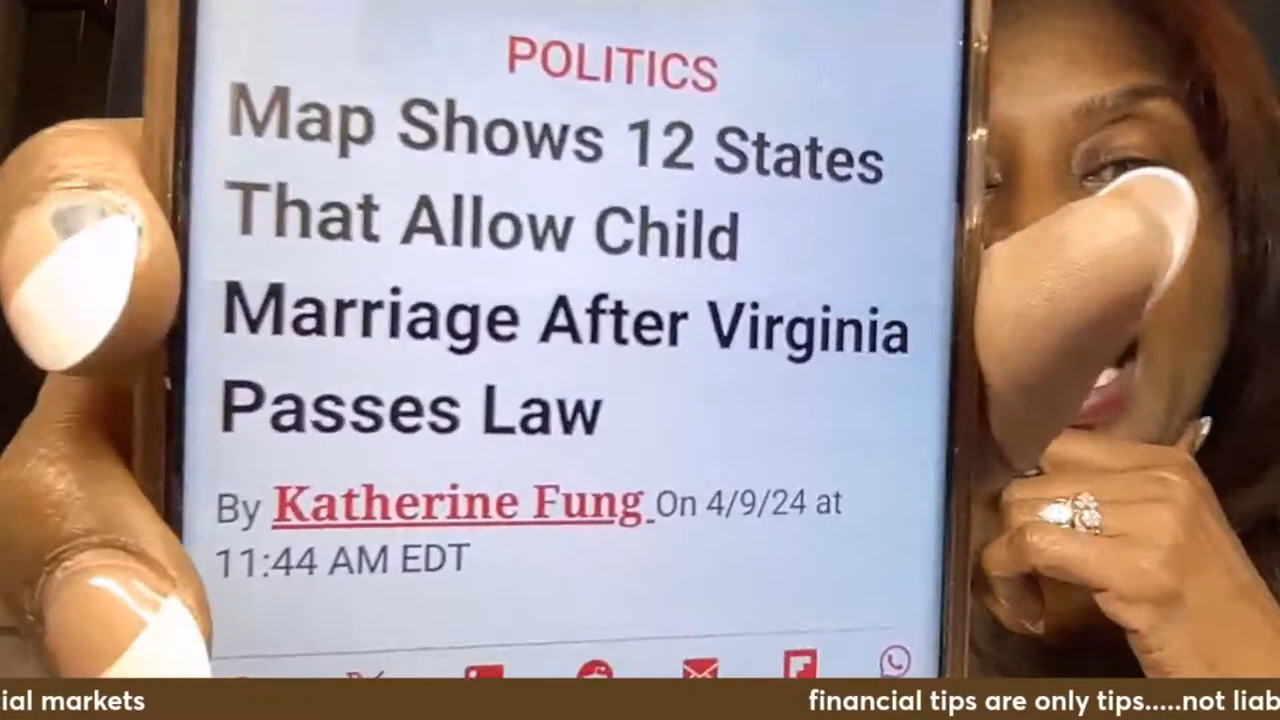 POLITICS
Map Shows 12 States
That Allow Child
Marriage After Virginia
Passes Law
By Katherine Fung On 4/9/24 at
11:44 AM EDT
cial markets financial tips are only tips.....not liab